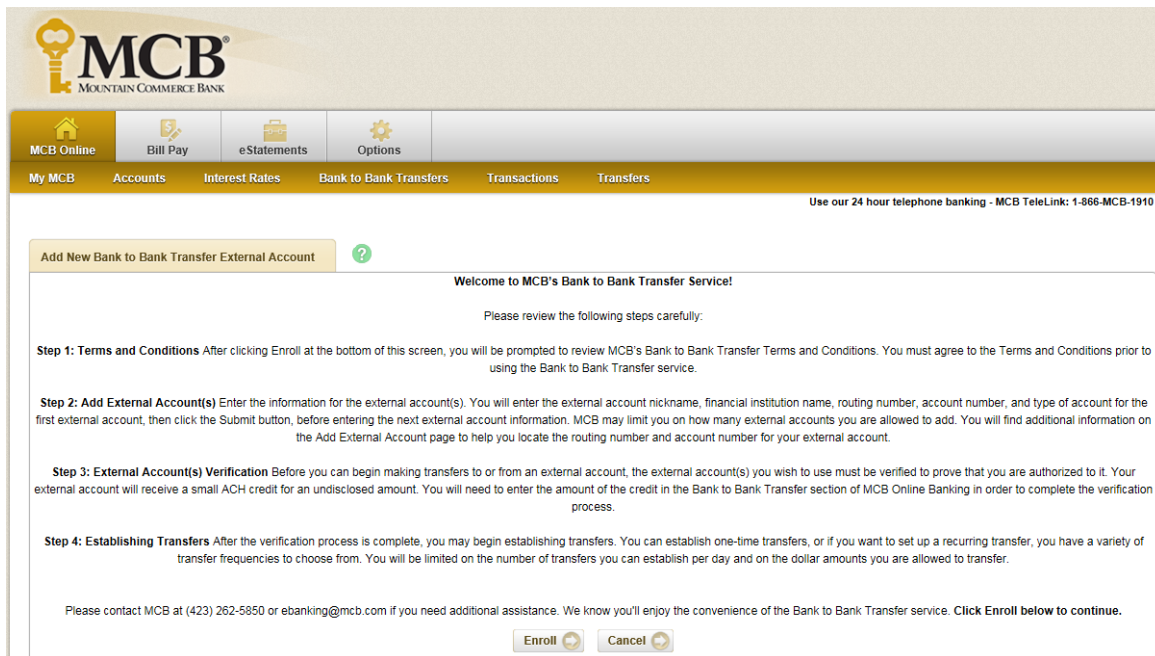 MCB®
MOUNTAIN COMMERCE BANK
MCB Online Bill Pay eStatements Options
My MCB Accounts Interest Rates Bank to Bank Transfers Transactions Transfers
Use our 24 hour telephone banking - MCB TeleLink: 1-866-MCB-1910
Add New Bank to Bank Transfer External Account ?
Welcome to MCB's Bank to Bank Transfer Service!
Please review the following steps carefully:
Step 1: Terms and Conditions After clicking Enroll at the bottom of this screen, you will be prompted to review MCB's Bank to Bank Transfer Terms and Conditions. You must agree to the Terms and Conditions prior to
using the Bank to Bank Transfer service.
Step 2: Add External Account(s) Enter the information for the external account(s). You will enter the external account nickname, financial institution name, routing number, account number, and type of account for the
first external account, then click the Submit button, before entering the next external account information. MCB may limit you on how many external accounts you are allowed to add. You will find additional information on
the Add External Account page to help you locate the routing number and account number for your external account.
Step 3: External Account(s) Verification Before you can begin making transfers to or from an external account, the external account(s) you wish to use must be verified to prove that you are authorized to it. Your
external account will receive a small ACH credit for an undisclosed amount. You will need to enter the amount of the credit in the Bank to Bank Transfer section of MCB Online Banking in order to complete the verification
process.
Step 4: Establishing Transfers After the verification process is complete, you may begin establishing transfers. You can establish one-time transfers, or if you want to set up a recurring transfer, you have a variety of
transfer frequencies to choose from. You will be limited on the number of transfers you can establish per day and on the dollar amounts you are allowed to transfer.
Please contact MCB at (423) 262-5850 or ebanking@mcb.com if you need additional assistance. We know you'll enjoy the convenience of the Bank to Bank Transfer service. Click Enroll below to continue.
Enroll Cancel